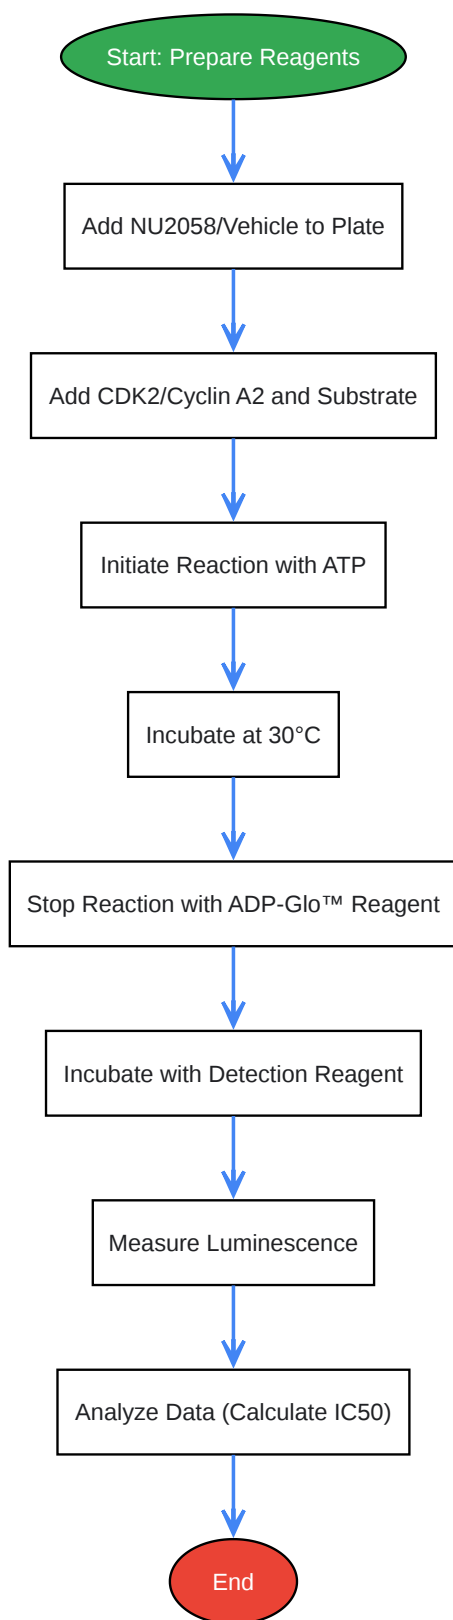 Start: Prepare Reagents
Add NU2058/Vehicle to Plate
Add CDK2/Cyclin A2 and Substrate
Initiate Reaction with ATP
Incubate at 30°C
Stop Reaction with ADP-Glo™ Reagent
Incubate with Detection Reagent
Measure Luminescence
Analyze Data (Calculate IC50)
End